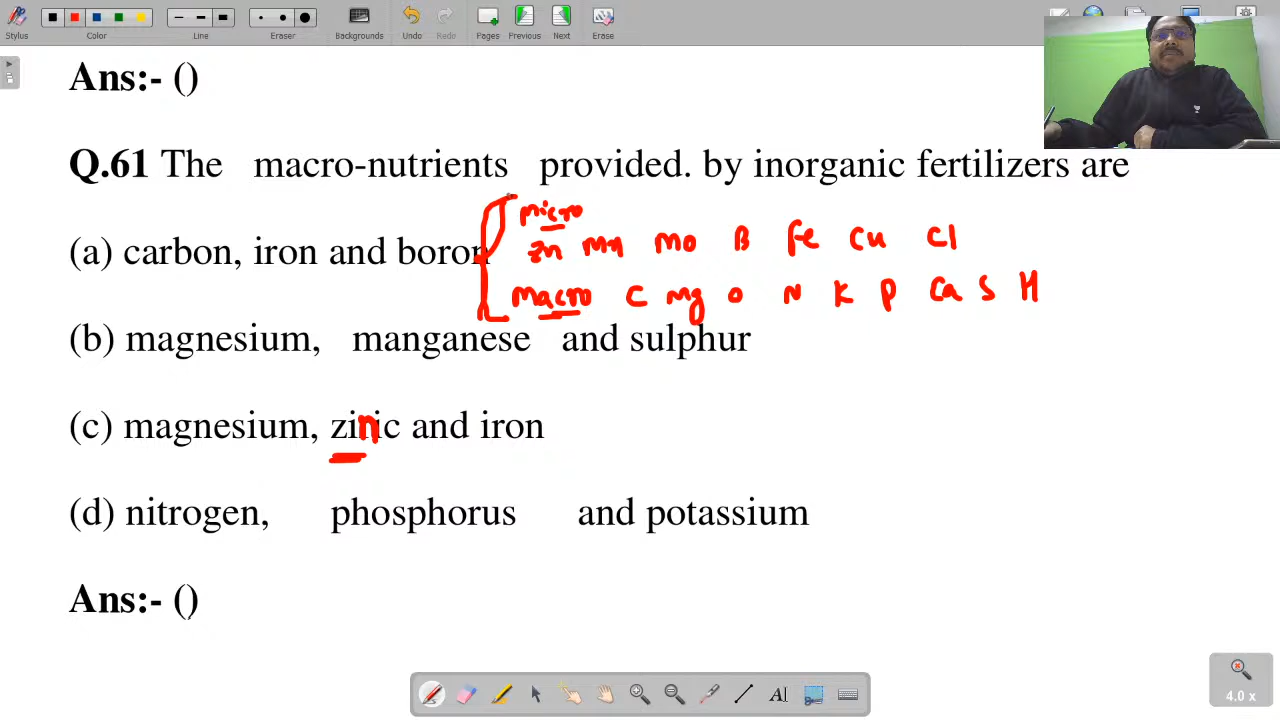 Stylus Color Line Eraser Backgrounds Undo Redo Pages Previous Next Erase
Ans:- ()
Q.61 The macro-nutrients provided. by inorganic fertilizers are
micro
(a) carbon, iron and boron Zn Mn Mo B Fe Cu Cl
macro C Mg O N K P Ca S H
(b) magnesium, manganese and sulphur
(c) magnesium, zinic and iron
(d) nitrogen, phosphorus and potassium
Ans:- ()
4.0 x